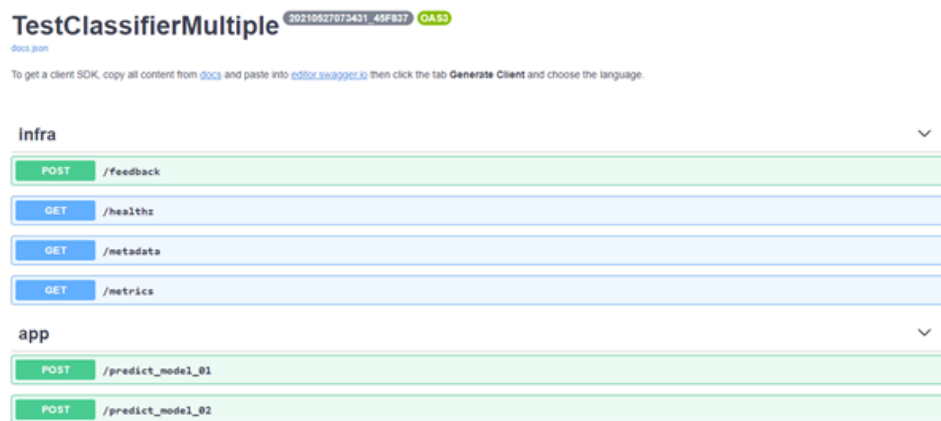 TestClassifierMultiple 20210527073431_45F837 OAS3
docs.json
To get a client SDK, copy all content from docs and paste into editor.swagger.io then click the tab Generate Client and choose the language.
infra
POST /feedback
GET /healthz
GET /metadata
GET /metrics
app
POST /predict_model_01
POST /predict_model_02